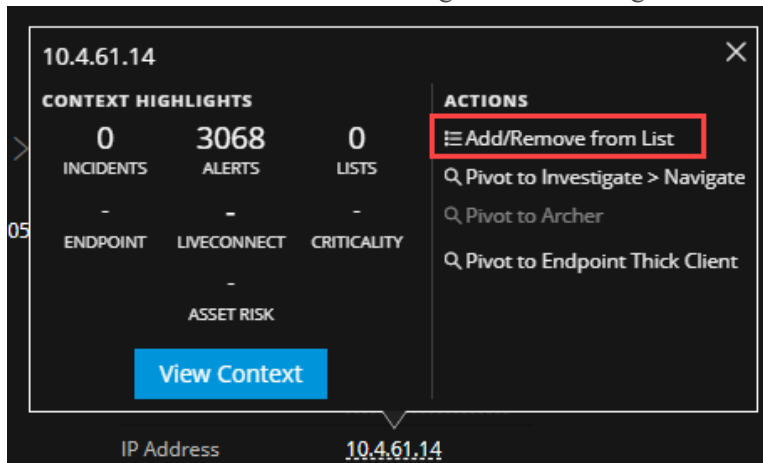 10.4.61.14
CONTEXT HIGHLIGHTS
0
3068
0
INCIDENTS
ALERTS
LISTS
-
-
-
ENDPOINT
LIVECONNECT
CRITICALITY
-
ASSET RISK
View Context
ACTIONS
Add/Remove from List
Pivot to Investigate > Navigate
Pivot to Archer
Pivot to Endpoint Thick Client
05
IP Address
10.4.61.14